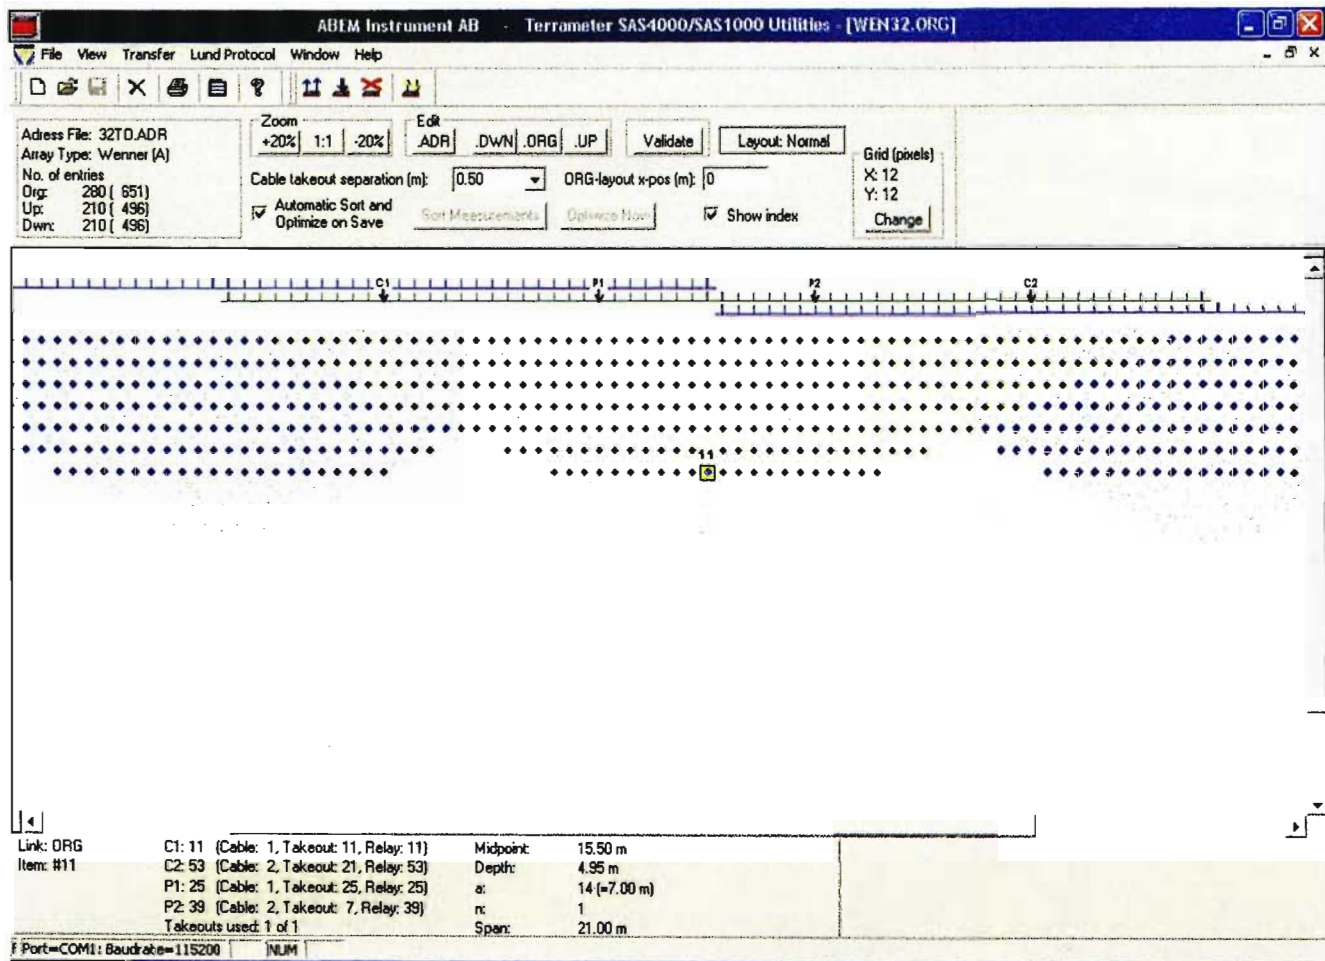 ABEM Instrument AB - Terrameter SAS4000/SAS1000 Utilities - [WEN32.ORG]
File View Transfer Lund Protocol Window Help
Adress File: 32TO.ADR
Array Type: Wenner (A)
No. of entries
Org: 280 ( 651)
Up: 210 ( 496)
Dwn: 210 ( 496)
Zoom
+20% 1:1 -20%
Edit
.ADR .DWN .ORG .UP
Validate
Layout: Normal
Cable takeout separation (m): 0.50
ORG-layout x-pos (m): 0
Automatic Sort and Optimize on Save
Sort Measurements
Optimize Now
Show index
Grid (pixels)
X: 12
Y: 12
Change
C1 P1 P2 C2
11
Link: ORG
Item: #11
C1: 11 (Cable: 1, Takeout: 11, Relay: 11)
C2: 53 (Cable: 2, Takeout: 21, Relay: 53)
P1: 25 (Cable: 1, Takeout: 25, Relay: 25)
P2: 39 (Cable: 2, Takeout: 7, Relay: 39)
Takeouts used: 1 of 1
Midpoint: 15.50 m
Depth: 4.95 m
a: 14 (=7.00 m)
n: 1
Span: 21.00 m
Port=COM1: Baudrate=115200 NUM